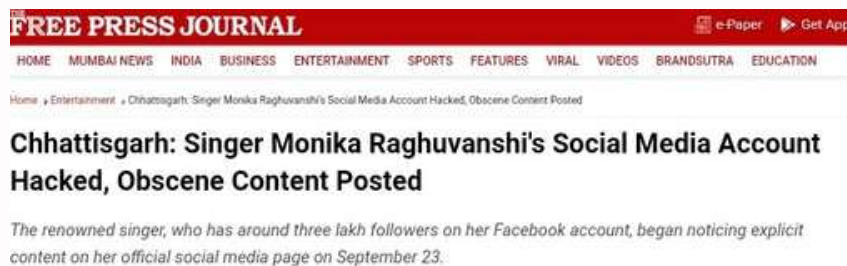 THE
FREE PRESS JOURNAL
e-Paper Get App
HOME MUMBAI NEWS INDIA BUSINESS ENTERTAINMENT SPORTS FEATURES VIRAL VIDEOS BRANDSUTRA EDUCATION
Home Entertainment Chhattisgarh: Singer Monika Raghuvanshi's Social Media Account Hacked, Obscene Content Posted
Chhattisgarh: Singer Monika Raghuvanshi's Social Media Account
Hacked, Obscene Content Posted
The renowned singer, who has around three lakh followers on her Facebook account, began noticing explicit
content on her official social media page on September 23.